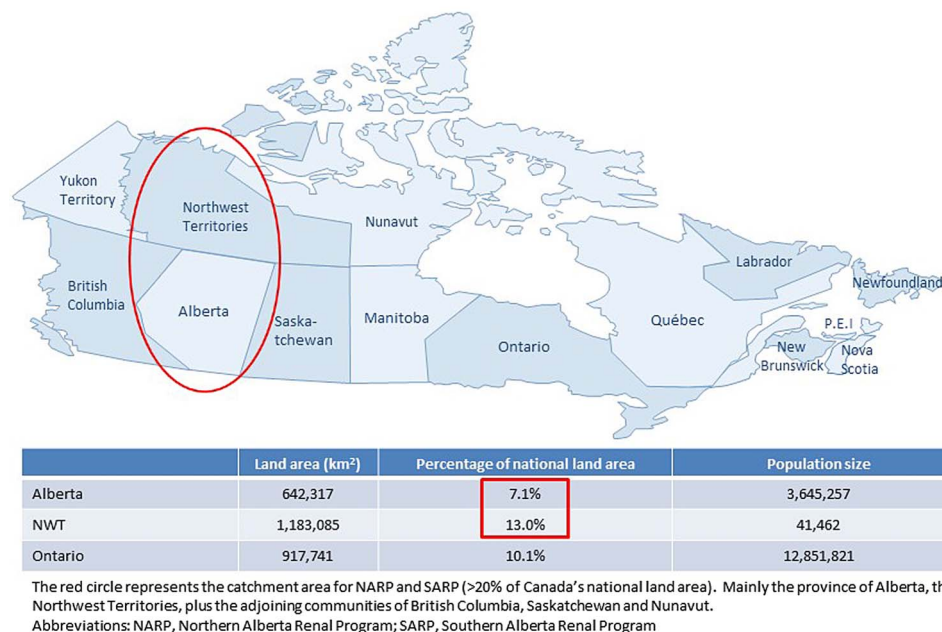 Yukon
Territory
Northwest
Territories
Nunavut
British
Columbia
Alberta
Saska-
tchewan
Manitoba
Ontario
Québec
Labrador
Newfoundland
P.E.I
New
Brunswick
Nova
Scotia
Land area (km²) Percentage of national land area Population size
Alberta 642,317 7.1% 3,645,257
NWT 1,183,085 13.0% 41,462
Ontario 917,741 10.1% 12,851,821
The red circle represents the catchment area for NARP and SARP (>20% of Canada's national land area). Mainly the province of Alberta, th
Northwest Territories, plus the adjoining communities of British Columbia, Saskatchewan and Nunavut.
Abbreviations: NARP, Northern Alberta Renal Program; SARP, Southern Alberta Renal Program